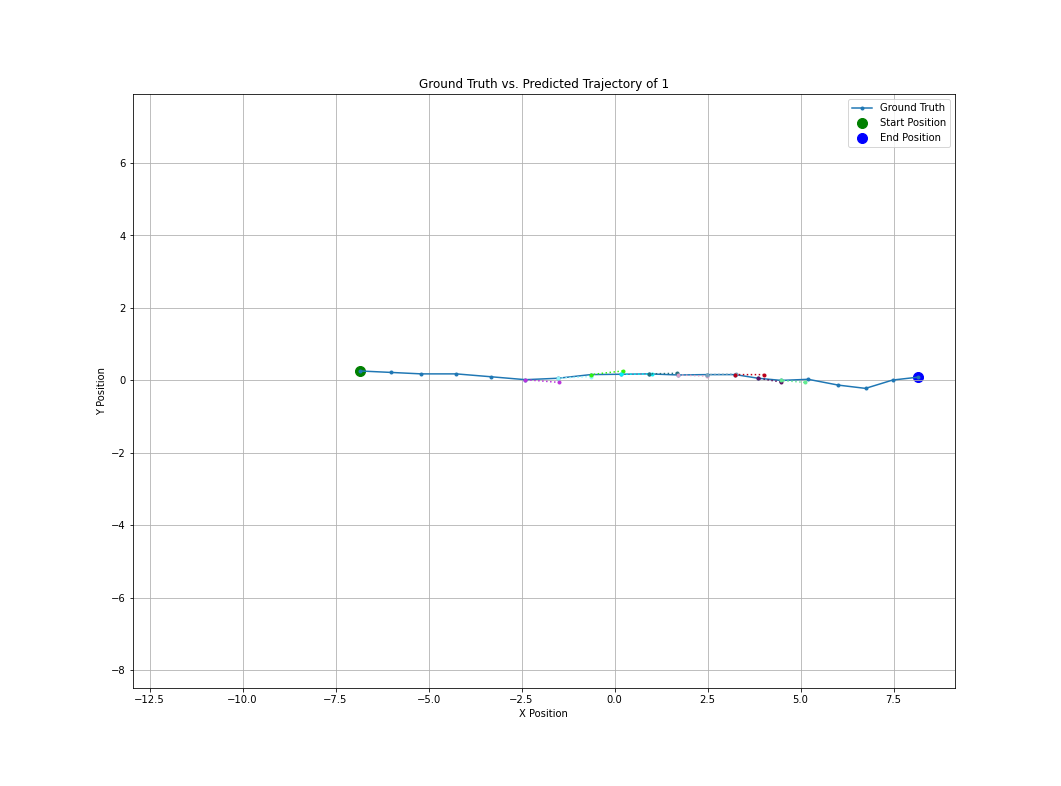 Ground Truth vs. Predicted Trajectory of 1
Ground Truth
Start Position
End Position
6
4
2
0
−2
−4
−6
−8
Y Position
−12.5 −10.0 −7.5 −5.0 −2.5 0.0 2.5 5.0 7.5
X Position